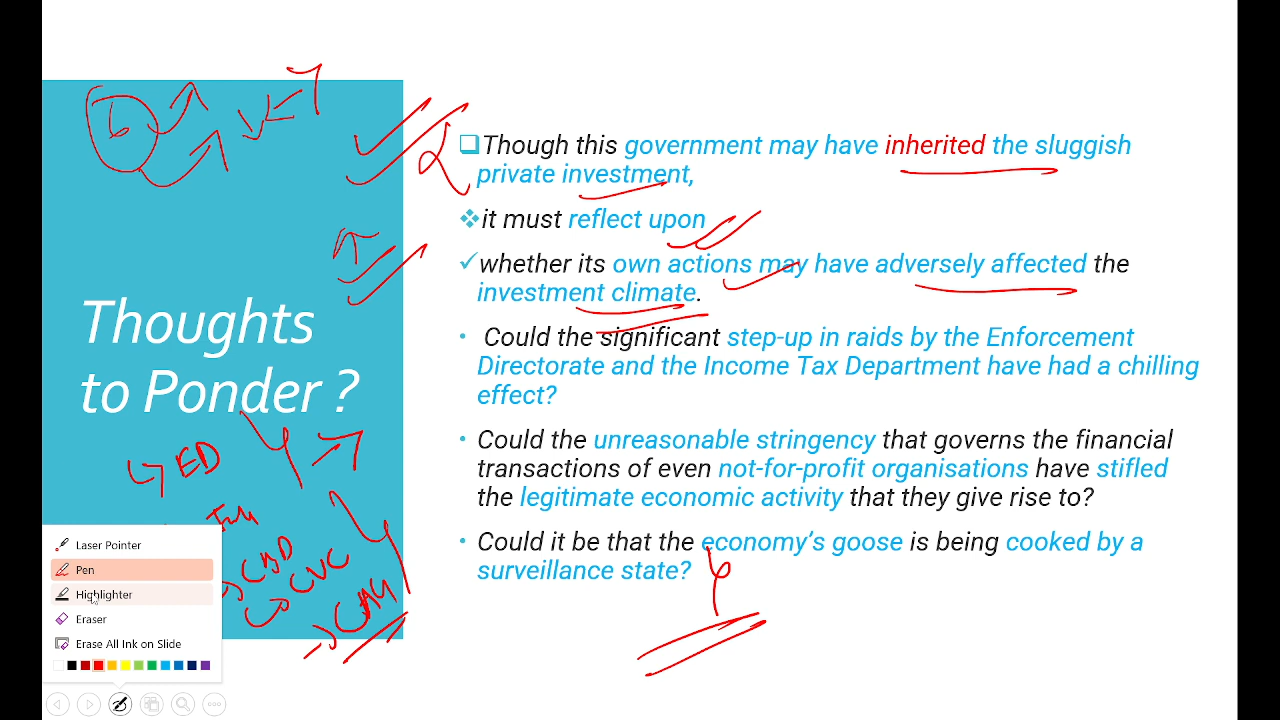 Thoughts
to Ponder ?
Though this government may have inherited the sluggish
private investment,
it must reflect upon
whether its own actions may have adversely affected the
investment climate.
Could the significant step-up in raids by the Enforcement
Directorate and the Income Tax Department have had a chilling
effect?
Could the unreasonable stringency that governs the financial
transactions of even not-for-profit organisations have stifled
the legitimate economic activity that they give rise to?
Could it be that the economy's goose is being cooked by a
surveillance state?
ED
CVC
Laser Pointer
Pen
Highlighter
Eraser
Erase All Ink on Slide